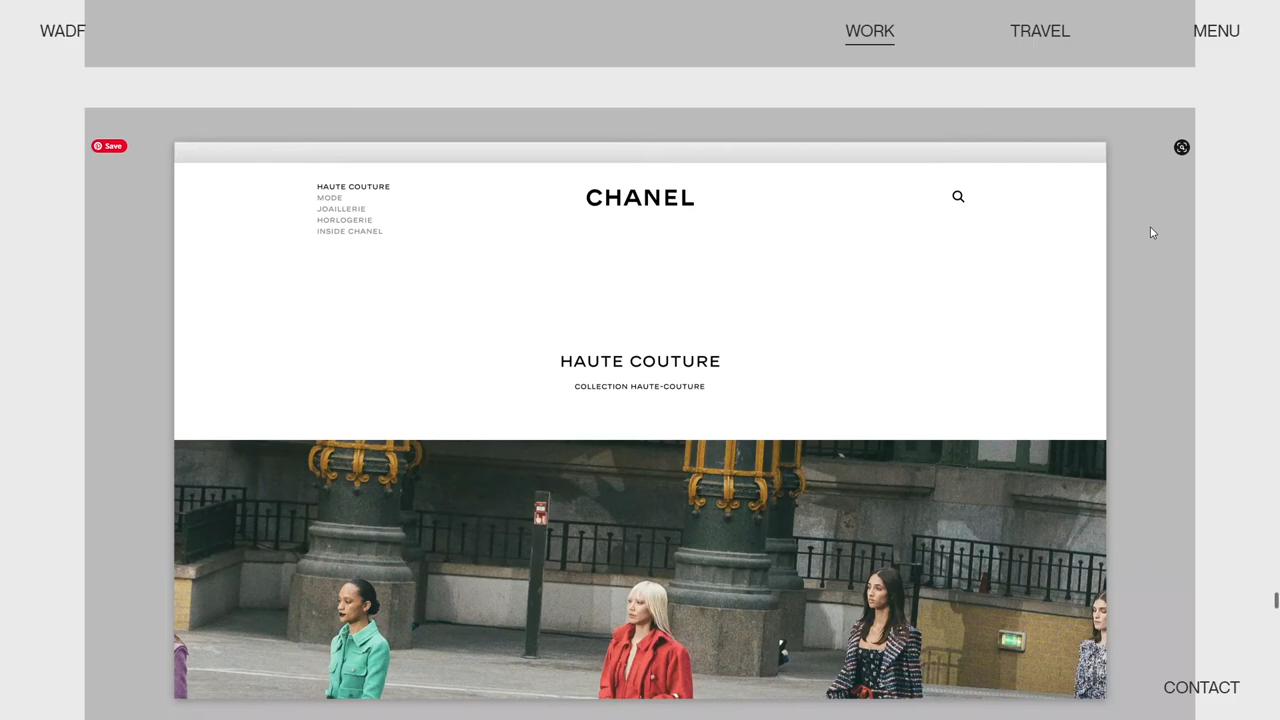 WADF
WORK
TRAVEL
MENU
Save
HAUTE COUTURE
MODE
JOAILLERIE
HORLOGERIE
INSIDE CHANEL
CHANEL
HAUTE COUTURE
COLLECTION HAUTE-COUTURE
CONTACT